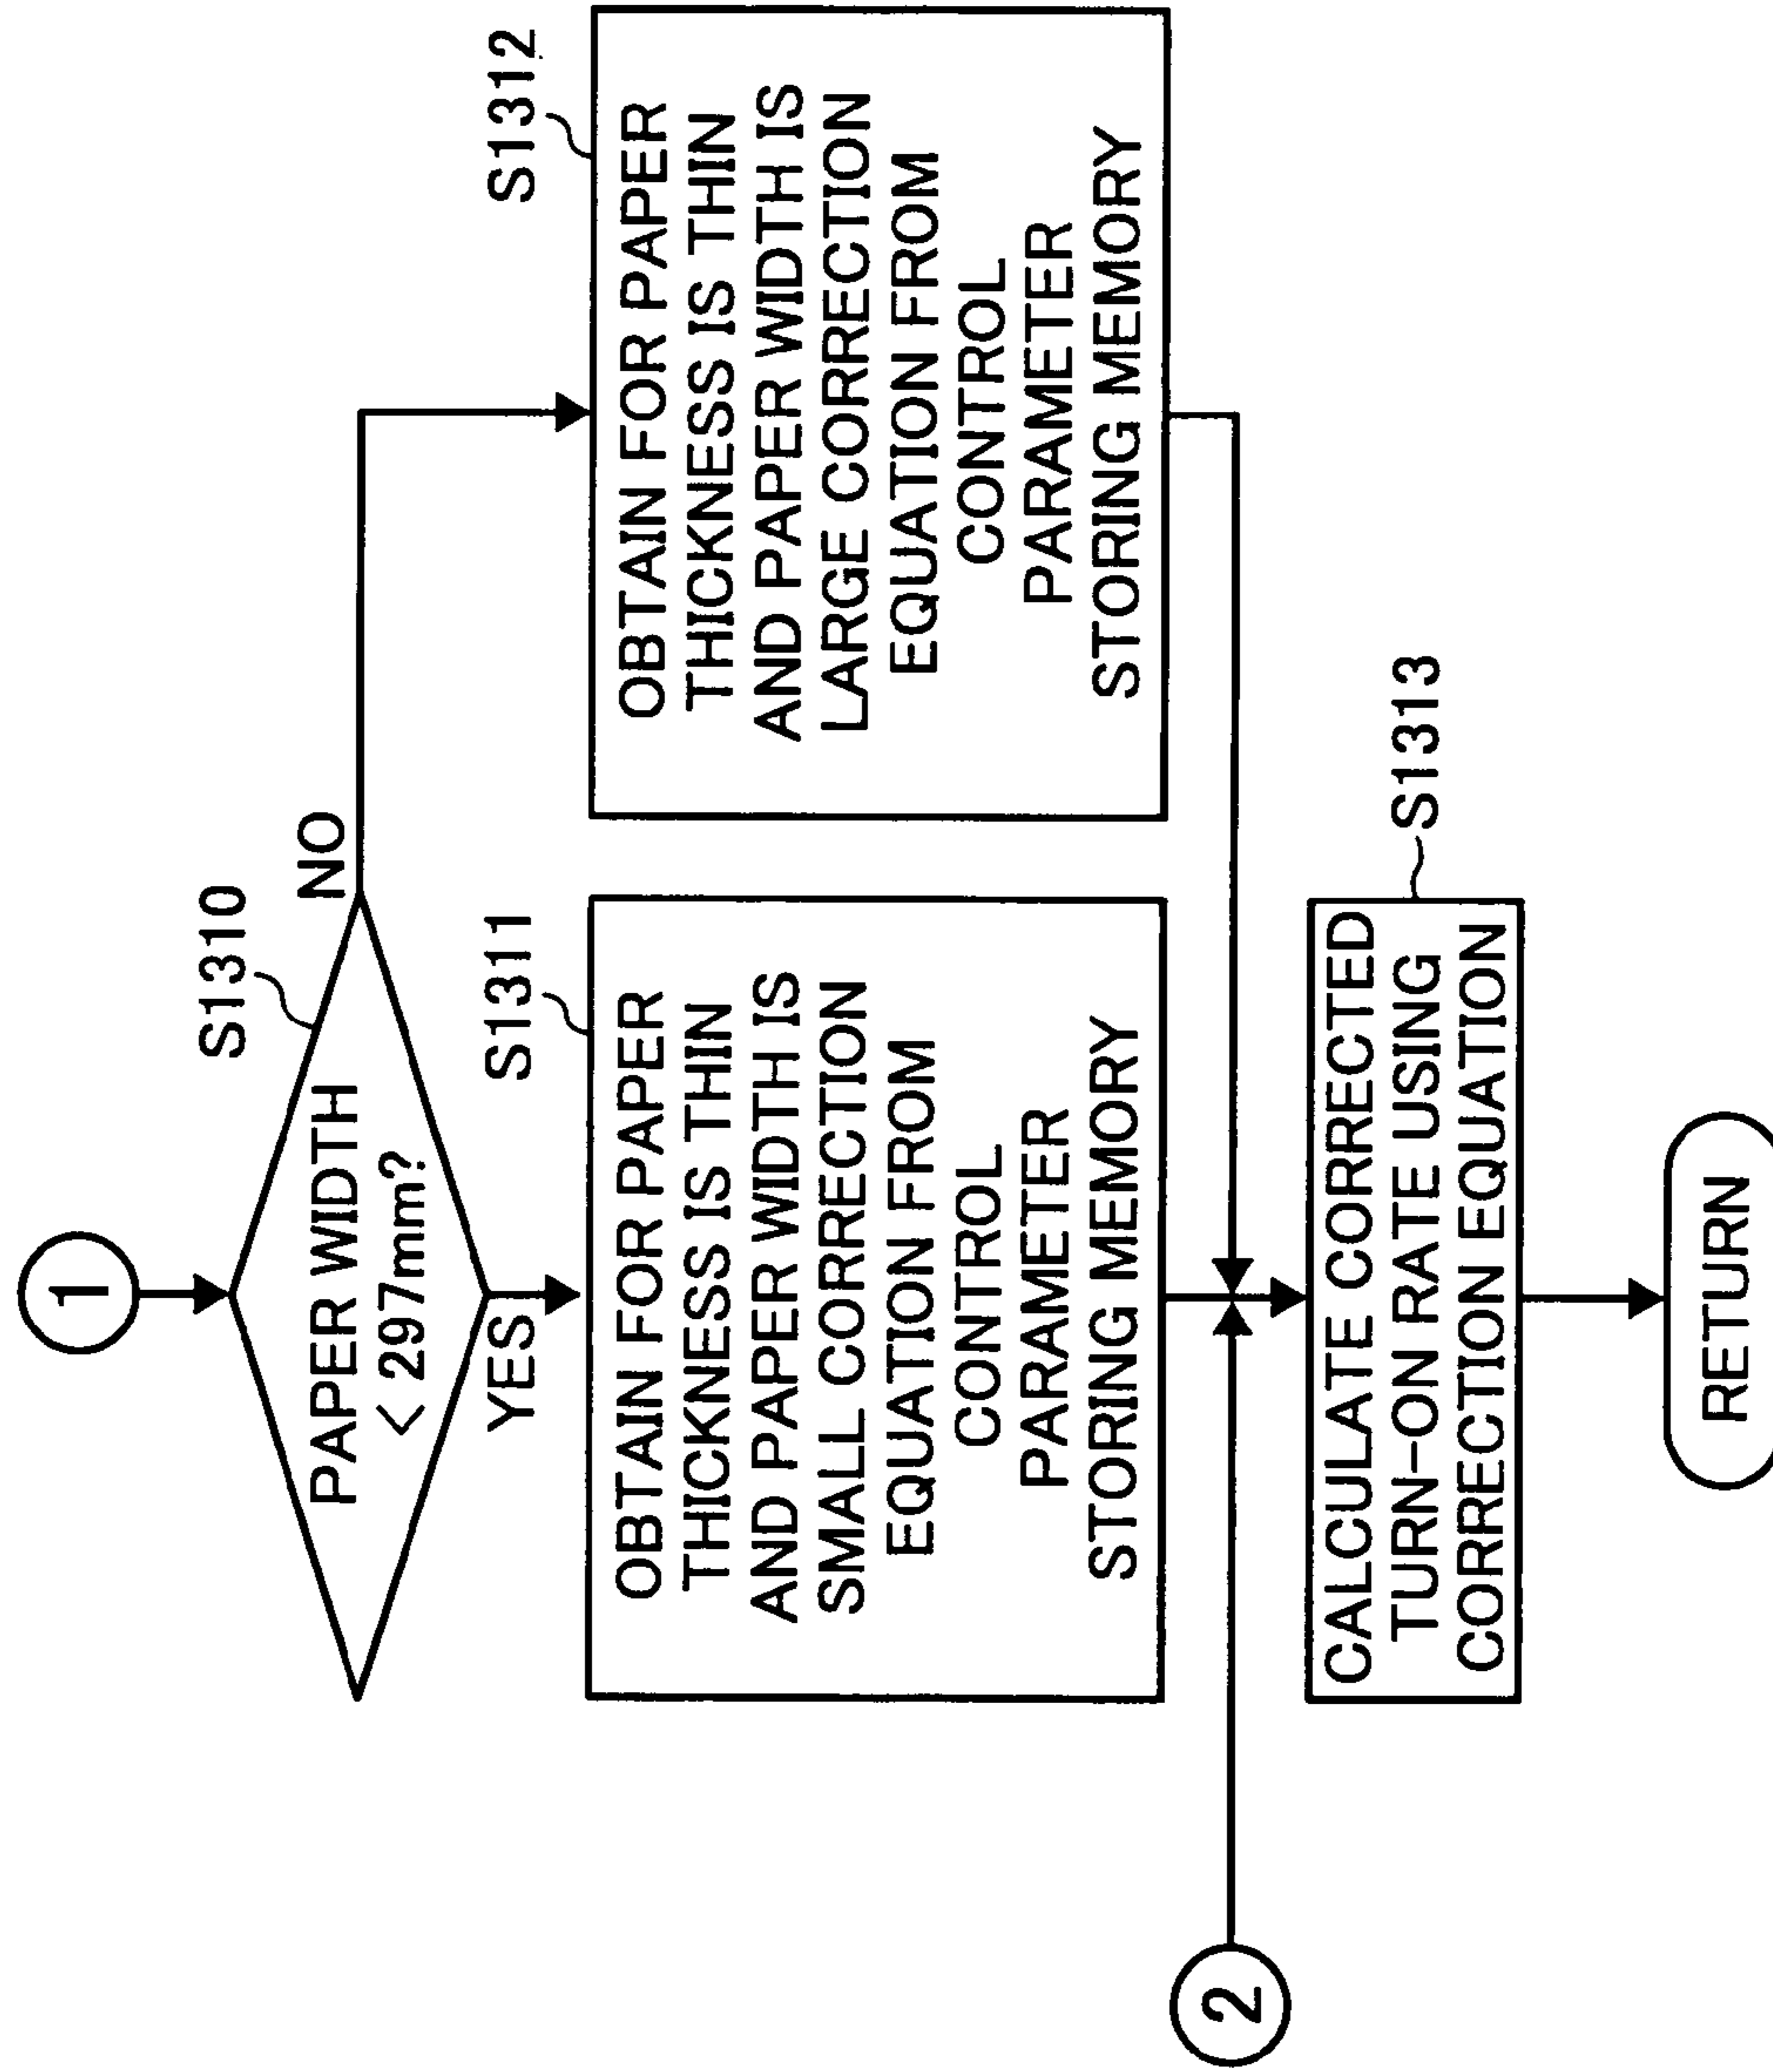 1
S1310
PAPER WIDTH
< 297mm?
NO
YES
S1311
OBTAIN FOR PAPER
THICKNESS IS THIN
AND PAPER WIDTH IS
SMALL CORRECTION
EQUATION FROM
CONTROL
PARAMETER
STORING MEMORY
S1312
OBTAIN FOR PAPER
THICKNESS IS THIN
AND PAPER WIDTH IS
LARGE CORRECTION
EQUATION FROM
CONTROL
PARAMETER
STORING MEMORY
2
S1313
CALCULATE CORRECTED
TURN-ON RATE USING
CORRECTION EQUATION
RETURN